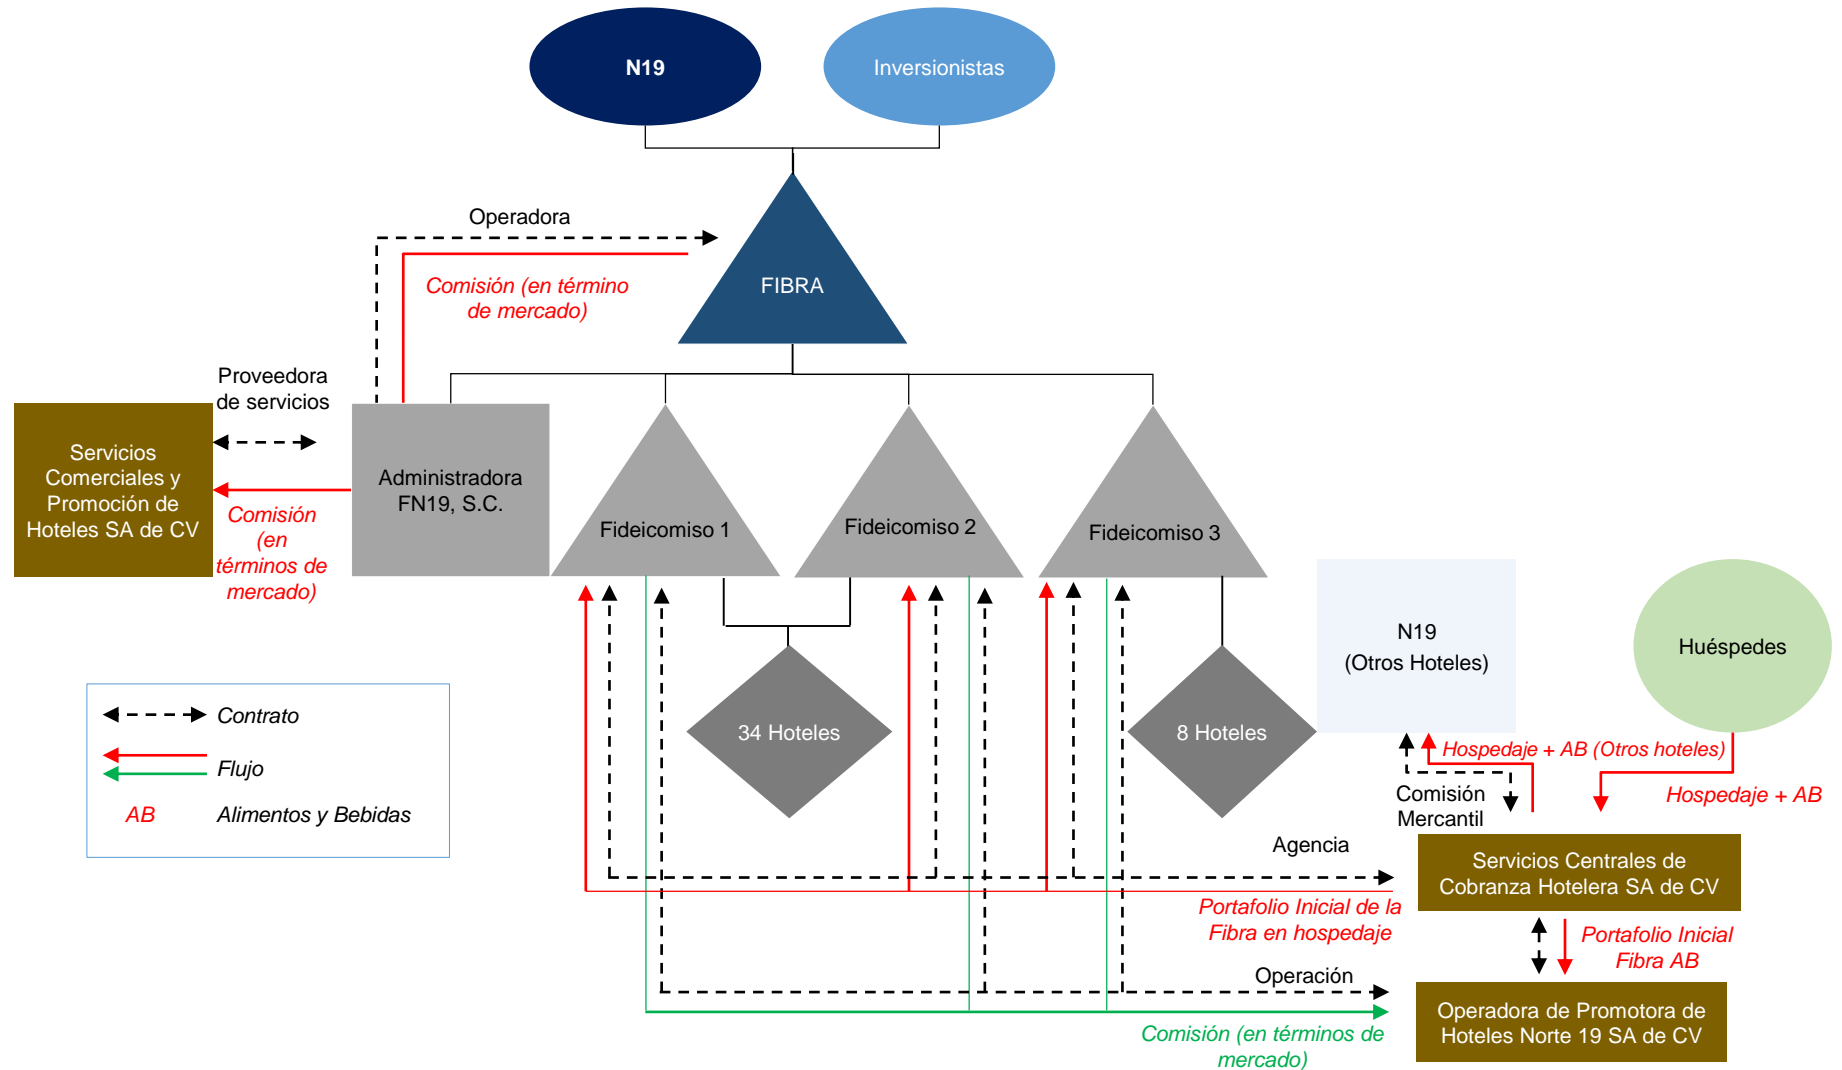 N19
Inversionistas
Operadora
Comisión (en término
de mercado)
FIBRA
Proveedora
de servicios
Servicios
Comerciales y
Promoción de
Hoteles SA de CV
Comisión
(en
términos de
mercado)
Administradora
FN19, S.C.
Fideicomiso 1
Fideicomiso 2
Fideicomiso 3
N19
(Otros Hoteles)
Huéspedes
34 Hoteles
8 Hoteles
Contrato
Flujo
AB
Alimentos y Bebidas
Hospedaje + AB (Otros hoteles)
Hospedaje + AB
Comisión
Mercantil
Agencia
Servicios Centrales de
Cobranza Hotelera SA de CV
Portafolio Inicial de la
Fibra en hospedaje
Portafolio Inicial
Fibra AB
Operación
Operadora de Promotora de
Hoteles Norte 19 SA de CV
Comisión (en términos de
mercado)